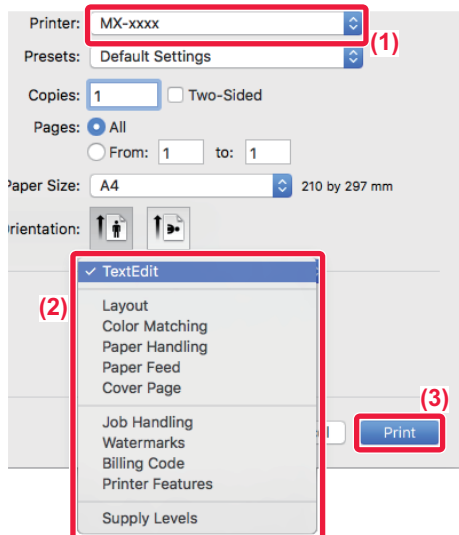 Printer: MX-xxxx
(1)
Presets: Default Settings
Copies: 1 Two-Sided
Pages: All
From: 1 to: 1
Paper Size: A4 210 by 297 mm
rientation:
✓ TextEdit
(2)
Layout
Color Matching
Paper Handling
Paper Feed
Cover Page
(3)
Job Handling
Print
Watermarks
Billing Code
Printer Features
Supply Levels